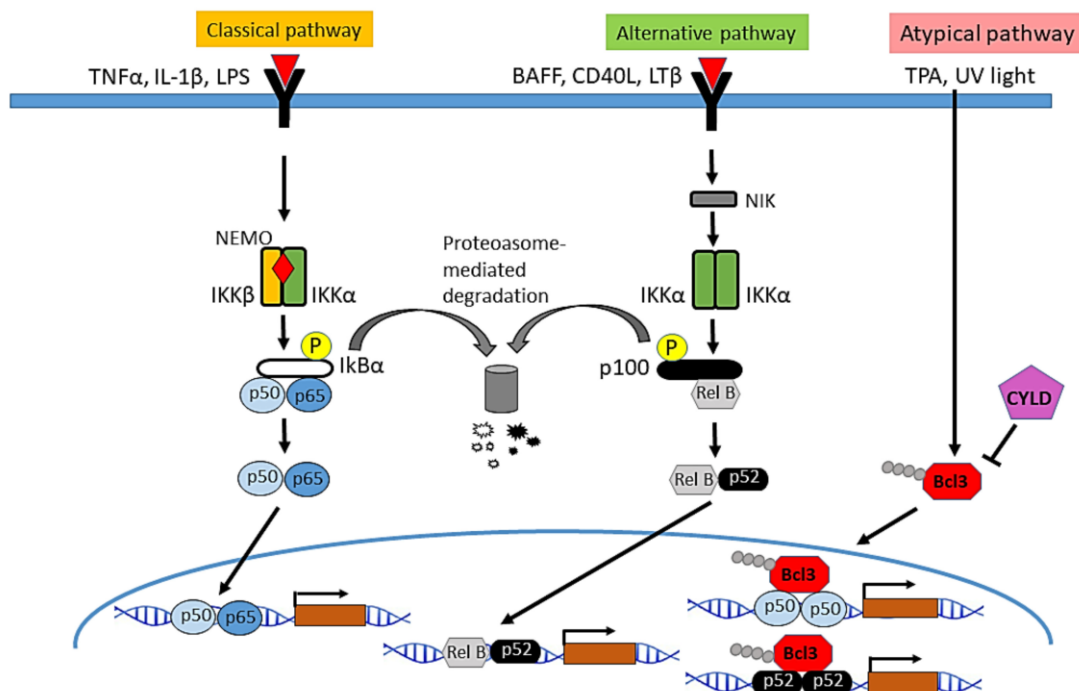 Classical pathway
Alternative pathway
Atypical pathway
TNFα, IL-1β, LPS
BAFF, CD40L, LTβ
TPA, UV light
NIK
NEMO
Proteoasome-
mediated
degradation
IKKβ
IKKα
IKKα
IKKα
P
IkBα
P
p100
p50
p65
Rel B
CYLD
p50
p65
Rel B
p52
Bcl3
Bcl3
p50
p65
p50
p50
Rel B
p52
Bcl3
p52
p52